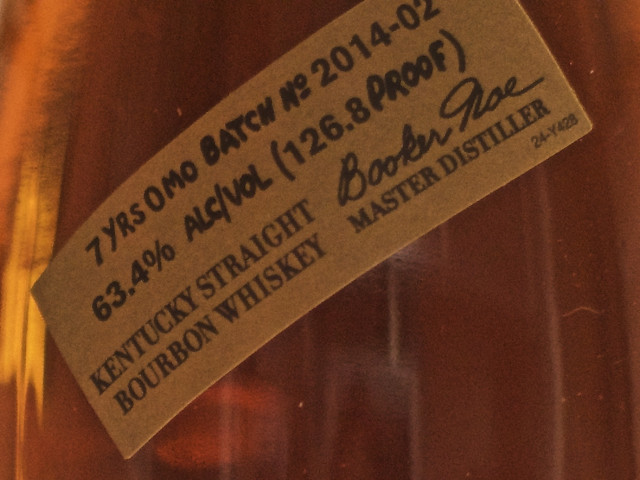 7 YRS 0 MO BATCH Nº 2014-02
63.4% ALC/VOL (126.8 PROOF)
KENTUCKY STRAIGHT
BOURBON WHISKEY
Booker Noe
MASTER DISTILLER
24-Y428